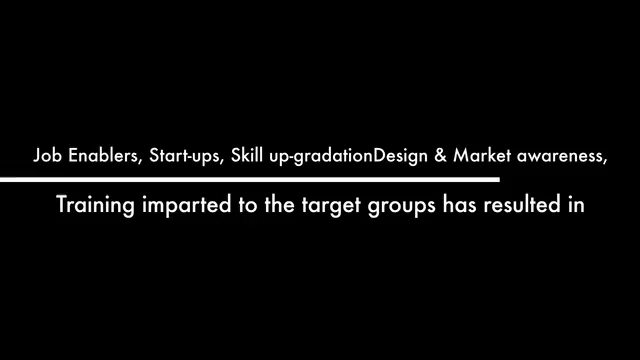 Job Enablers, Start-ups, Skill up-gradationDesign & Market awareness,
Training imparted to the target groups has resulted in